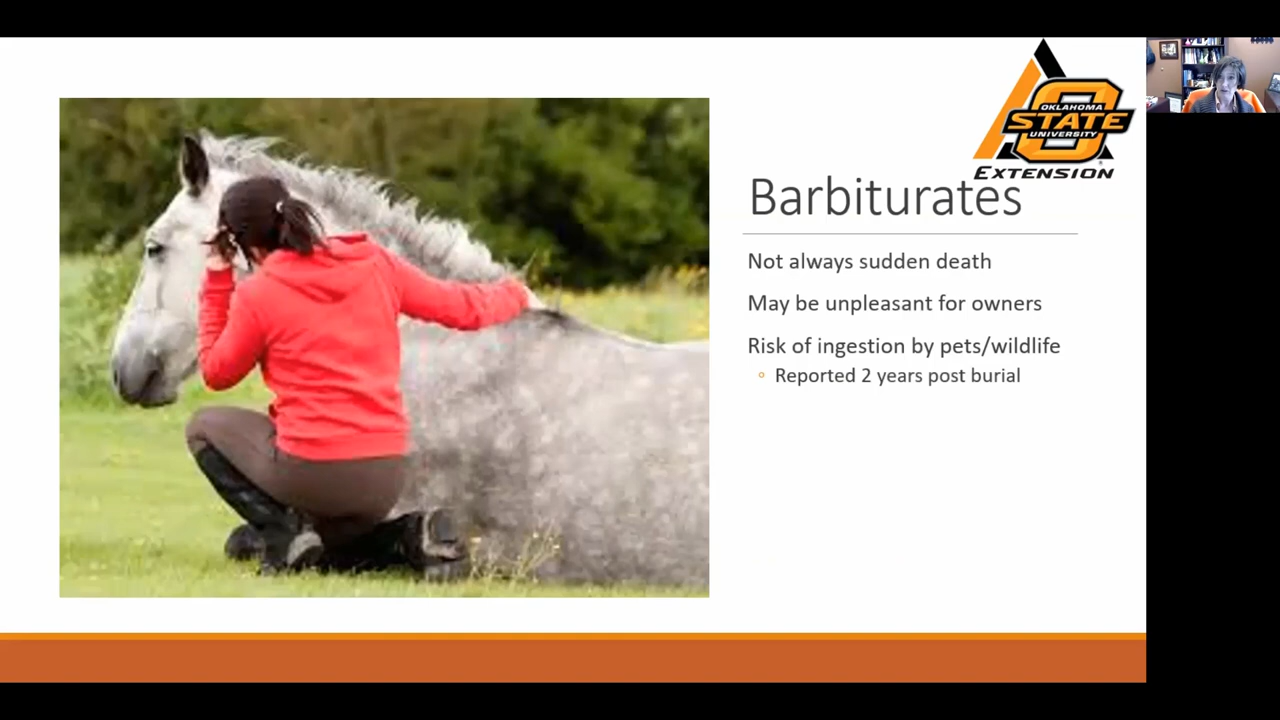 OKLAHOMA
STATE
UNIVERSITY
EXTENSION
Barbiturates
Not always sudden death
May be unpleasant for owners
Risk of ingestion by pets/wildlife
Reported 2 years post burial